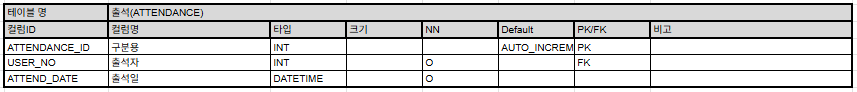 테이블 명 출석(ATTENDANCE)
컬럼ID 컬럼명 타입 크기 NN Default PK/FK 비고
ATTENDANCE_ID 구분용 INT AUTO_INCREM PK
USER_NO 출석자 INT O FK
ATTEND_DATE 출석일 DATETIME O